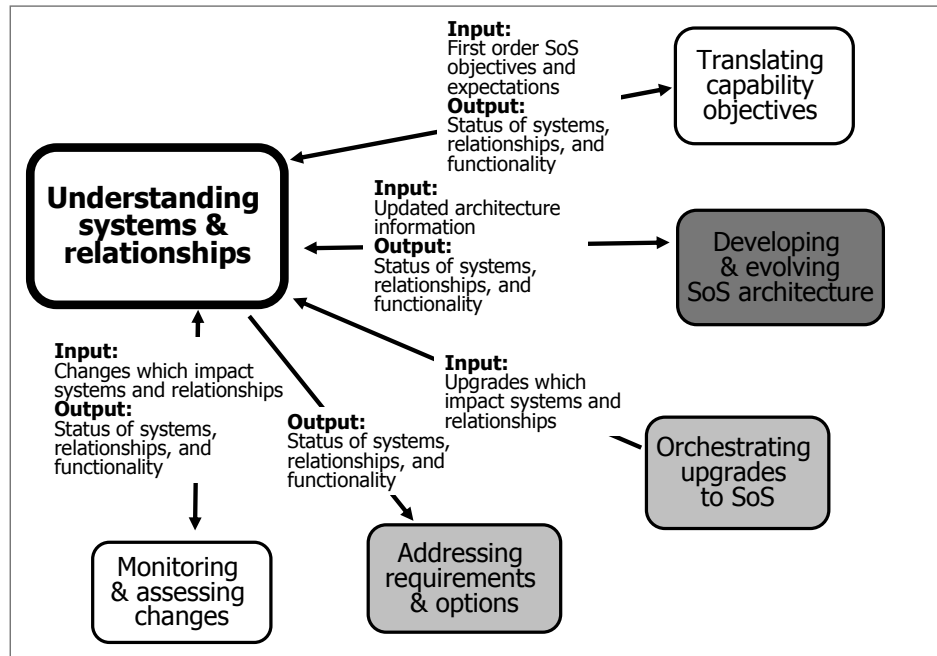 Input:
First order SoS
objectives and
expectations
Output:
Status of systems,
relationships, and
functionality
Translating
capability
objectives
Understanding
systems &
relationships
Input:
Updated architecture
information
Output:
Status of systems,
relationships, and
functionality
Developing
& evolving
SoS architecture
Input:
Changes which impact
systems and relationships
Output:
Status of systems,
relationships, and
functionality
Output:
Status of systems,
relationships, and
functionality
Input:
Upgrades which
impact systems and
relationships
Orchestrating
upgrades
to SoS
Monitoring
& assessing
changes
Addressing
requirements
& options